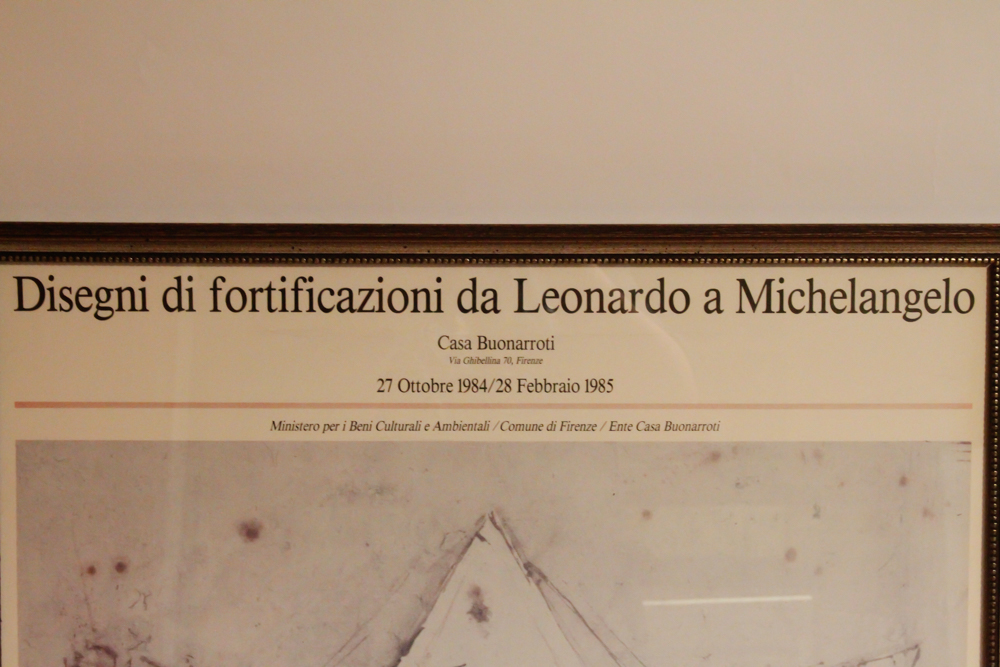 Disegni di fortificazioni da Leonardo a Michelangelo
Casa Buonarroti
Via Ghibellina 70, Firenze
27 Ottobre 1984/28 Febbraio 1985
Ministero per i Beni Culturali e Ambientali / Comune di Firenze / Ente Casa Buonarroti